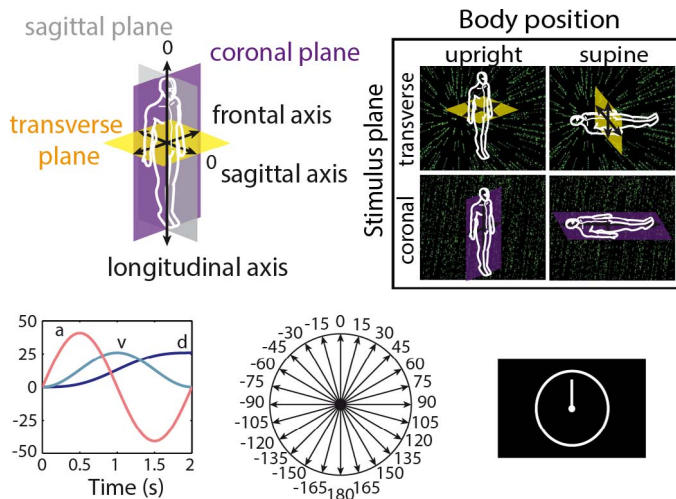 sagittal plane
0
coronal plane
frontal axis
transverse
plane
0
sagittal axis
longitudinal axis
Body position
upright
supine
Stimulus plane
transverse
coronal
50
25
0
-25
-50
a
v
d
0
0.5
1
1.5
2
Time (s)
0
15
30
45
60
75
90
105
120
135
150
165
180
-165
-150
-135
-120
-105
-90
-75
-60
-45
-30
-15